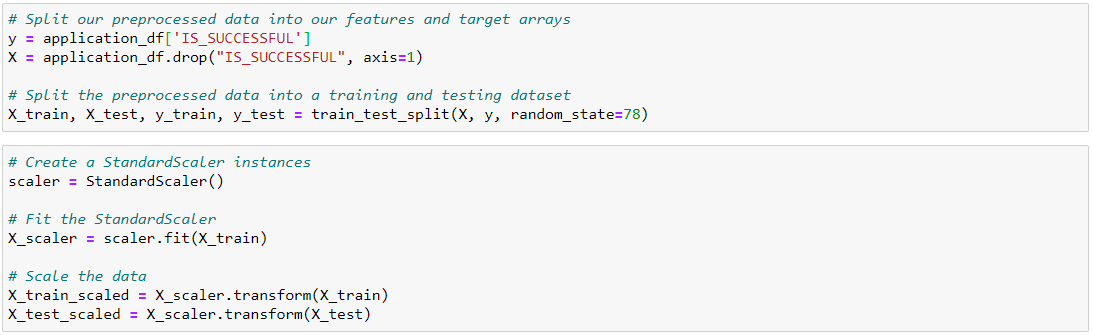 # Split our preprocessed data into our features and target arrays
y = application_df['IS_SUCCESSFUL']
X = application_df.drop("IS_SUCCESSFUL", axis=1)
# Split the preprocessed data into a training and testing dataset
X_train, X_test, y_train, y_test = train_test_split(X, y, random_state=78)
# Create a StandardScaler instances
scaler = StandardScaler()
# Fit the StandardScaler
X_scaler = scaler.fit(X_train)
# Scale the data
X_train_scaled = X_scaler.transform(X_train)
X_test_scaled = X_scaler.transform(X_test)